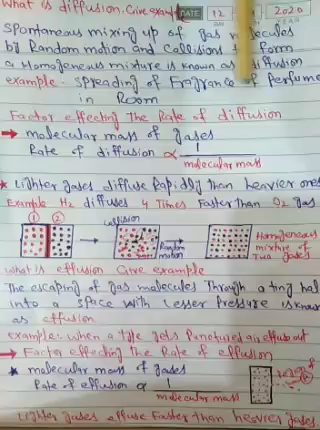 What is diffusion. Give example
DATE 12 2020
DAY YEAR
Spontaneous mixing up of gas molecules
by Random motion and Collisions to Form
a Homogeneous mixture is known as diffusion
example - spreading of Fragrance of Perfume
in Room
Factor effecting The Rate of diffusion
→ molecular mass of gases
Rate of diffusion ∝ 1
molecular mass
* Lighter gases diffuse Rapidly Than heavier ones
Example H2 diffuses 4 Times Faster Than O2 gas
① ② Collision
Random
motion
Homogeneous
mixture of
Two gases
what is effusion Give example
The escaping of gas molecules Through a tiny hol
into a space with Lesser Pressure is known
as effusion
example: when a tyre gets Punctured air effuse out
→ Factor effecting The Rate of effusion
* molecular mass of gases
Rate of effusion ∝ 1
molecular mass
Lighter gases effuse Faster than heavier gases.